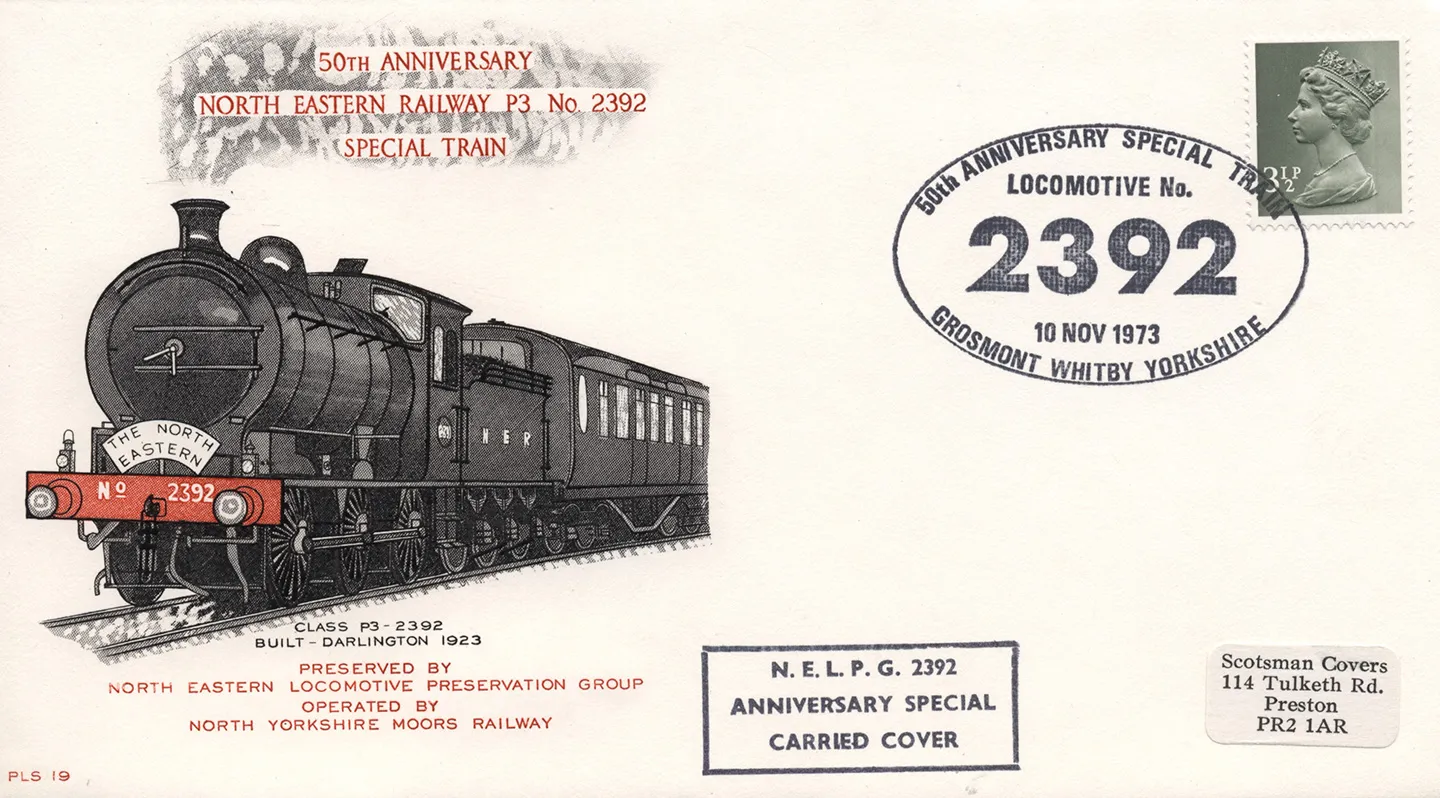 50TH ANNIVERSARY
NORTH EASTERN RAILWAY P3 No. 2392
SPECIAL TRAIN
THE NORTH
EASTERN
Nº 2392
N E R
CLASS P3-2392
BUILT-DARLINGTON 1923
PRESERVED BY
NORTH EASTERN LOCOMOTIVE PRESERVATION GROUP
OPERATED BY
NORTH YORKSHIRE MOORS RAILWAY
PLS 19
3½P
50th ANNIVERSARY SPECIAL TRAIN
LOCOMOTIVE No.
2392
10 NOV 1973
GROSMONT WHITBY YORKSHIRE
N. E. L. P. G. 2392
ANNIVERSARY SPECIAL
CARRIED COVER
Scotsman Covers
114 Tulketh Rd.
Preston
PR2 1AR